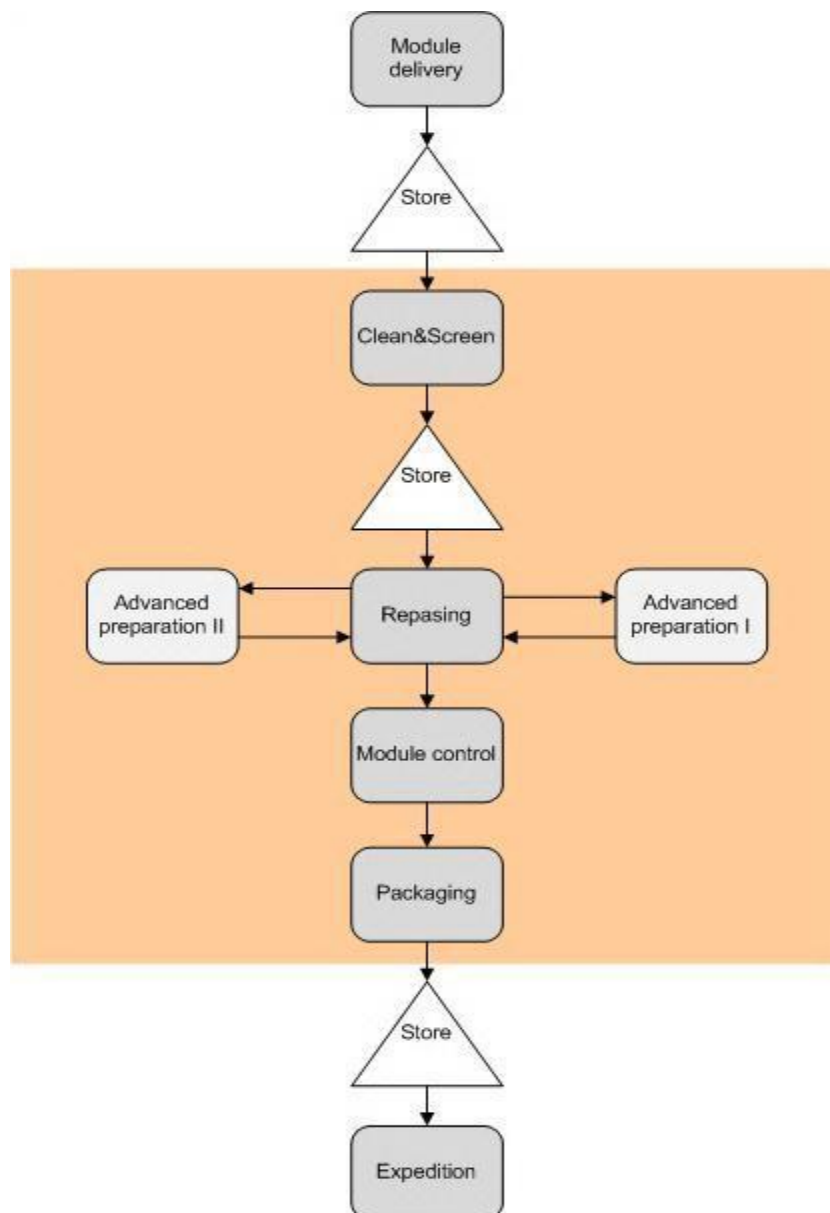 Module
delivery
Store
Clean&Screen
Store
Advanced
preparation II
Repasing
Advanced
preparation I
Module control
Packaging
Store
Expedition